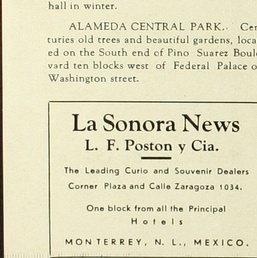 hall in winter.
ALAMEDA CENTRAL PARK. Cen
turies old trees and beautiful gardens, loca
ed on the South end of Pino Suarez Boul
vard ten blocks west of Federal Palace o
Washington street.
La Sonora News
L. F. Poston y Cia.
The Leading Curio and Souvenir Dealers
Corner Plaza and Calle Zaragoza 1034.
One block from all the Principal
Hotels
MONTERREY, N. L., MEXICO.